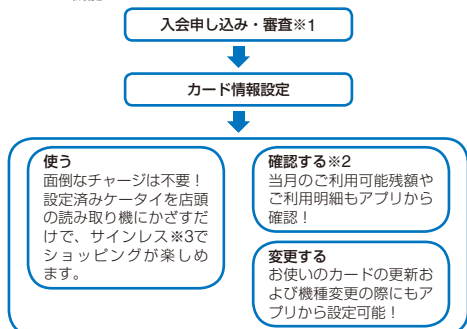 入会申し込み・審査※1
カード情報設定
使う
面倒なチャージは不要！
設定済みケータイを店頭
の読み取り機にかざすだ
けで、サインレス※3で
ショッピングが楽しめ
ます。
確認する※2
当月のご利用可能残額や
ご利用明細もアプリから
確認！
変更する
お使いのカードの更新お
よび機種変更の際にもア
プリから設定可能！